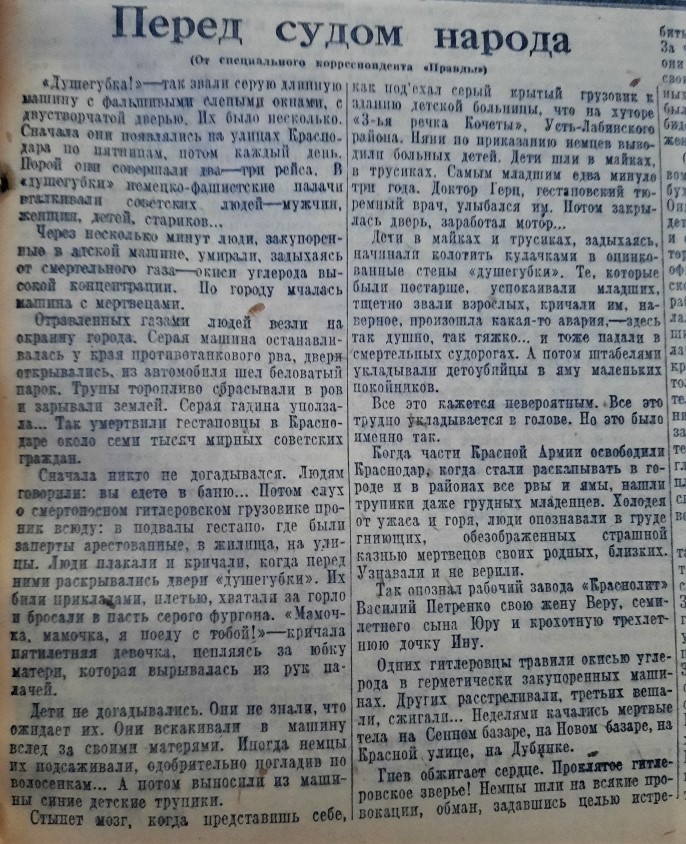 Перед судом народа
(От специального корреспондента «Правды»)
«Душегубка!»—так звали серую длинную
машину с фальшивыми слепыми окнами, с
двустворчатой дверью. Их было несколько.
Сначала они появлялись на улицах Красно-
дара по пятницам, потом каждый день.
Порой они совершали два—три рейса. В
«душегубки» немецко-фашистские палачи
вталкивали советских людей—мужчин,
женщин, детей, стариков...
Через несколько минут люди, закупорен-
ные в адской машине, умирали, задыхаясь
от смертельного газа—окиси углерода вы-
сокой концентрации. По городу мчалась
машина с мертвецами.
Отравленных газами людей везли на
окраину города. Серая машина останавли-
валась у края противотанкового рва, двери
открывались, из автомобиля шел беловатый
парок. Трупы торопливо сбрасывали в ров
и зарывали землей. Серая гадина уполза-
ла... Так умертвили гестаповцы в Красно-
даре около семи тысяч мирных советских
граждан.
Сначала никто не догадывался. Людям
говорили: вы едете в баню... Потом слух
о смертоносном гитлеровском грузовике про-
ник всюду: в подвалы гестапо, где были
заперты арестованные, в жилища, на ули-
цы. Люди плакали и кричали, когда перед
ними раскрывались двери «душегубки». Их
били прикладами, плетью, хватали за горло
и бросали в пасть серого фургона. «Мамоч-
ка, мамочка, я поеду с тобой!»—кричала
пятилетняя девочка, цепляясь за юбку
матери, которая вырывалась из рук па-
лачей.
Дети не догадывались. Они не знали, что
ожидает их. Они вскакивали в машину
вслед за своими матерями. Иногда немцы
их подсаживали, одобрительно погладив по
волосенкам... А потом выносили из маши-
ны синие детские трупики.
Стынет мозг, когда представишь себе,
как под'ехал серый крытый грузовик к
зданию детской больницы, что на хуторе
«3-ья речка Кочеты», Усть-Лабинского
района. Няни по приказанию немцев выво-
дили больных детей. Дети шли в майках,
в трусиках. Самым младшим едва минуло
три года. Доктор Герц, гестаповский тю-
ремный врач, улыбался им. Потом закры-
лась дверь, заработал мотор...
Дети в майках и трусиках, задыхаясь,
начинали колотить кулачками в оцинко-
ванные стены «душегубки». Те, которые
были постарше, успокаивали младших,
тщетно звали взрослых, кричали им, на-
верное, произошла какая-то авария,—здесь
так душно, так тяжко... и тоже падали в
смертельных судорогах. А потом штабелями
укладывали детоубийцы в яму маленьких
покойников.
Все это кажется невероятным. Все это
трудно укладывается в голове. Но это было
именно так.
Когда части Красной Армии освободили
Краснодар, когда стали раскапывать в го-
роде и в районах все рвы и ямы, нашли
трупики даже грудных младенцев. Холодея
от ужаса и горя, люди опознавали в груде
гниющих, обезображенных страшной
казнью мертвецов своих родных, близких.
Узнавали и не верили.
Так опознал рабочий завода «Краснолит»
Василий Петренко свою жену Веру, семи-
летнего сына Юру и крохотную трехлет-
нюю дочку Ину.
Одних гитлеровцы травили окисью угле-
рода в герметически закупоренных маши-
нах. Других расстреливали, третьих веша-
ли, сжигали... Неделями качались мертвые
тела на Сенном базаре, на Новом базаре, на
Красной улице, на Дубинке.
Гнев обжигает сердце. Проклятое гитле-
ровское зверье! Немцы шли на всякие про-
вокации, обман, задавшись целью истре-